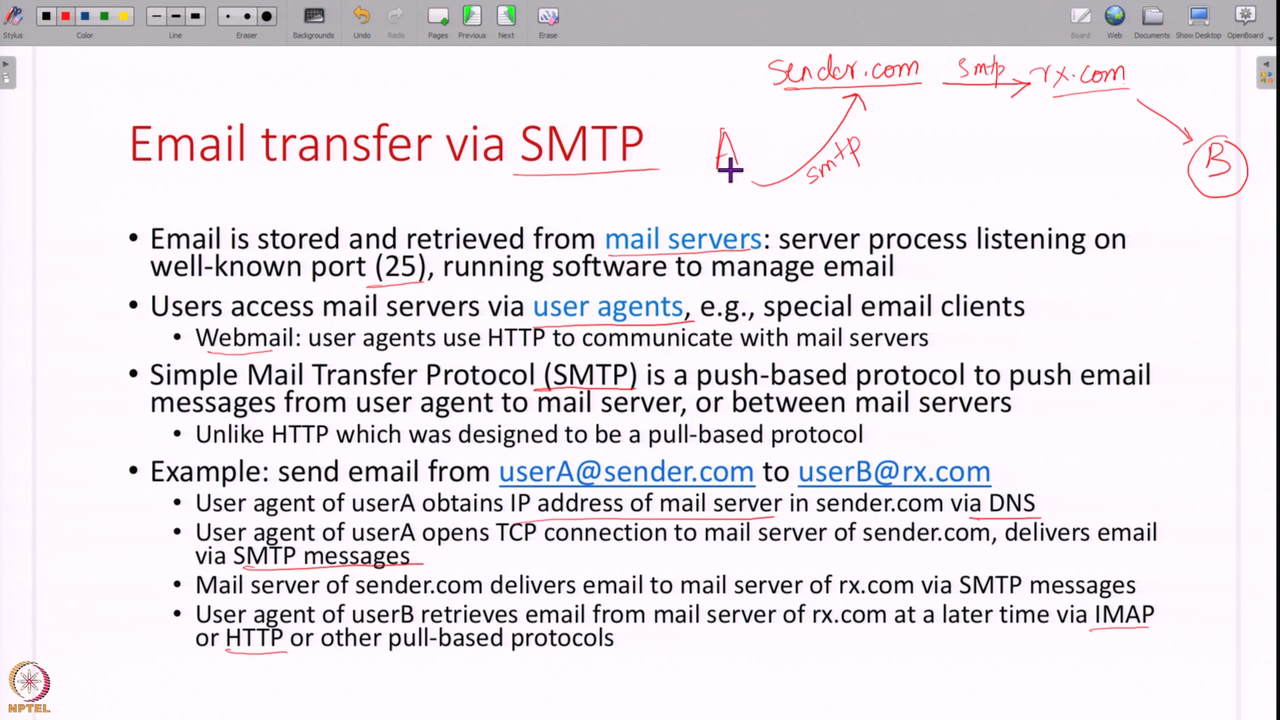 Stylus
Color
Line
Eraser
Backgrounds
Undo
Redo
Pages
Previous
Next
Erase
Board
Web
Documents
Show Desktop
OpenBoard
sender.com smtp rx.com
A
smtp
B
Email transfer via SMTP
• Email is stored and retrieved from mail servers: server process listening on
well-known port (25), running software to manage email
• Users access mail servers via user agents, e.g., special email clients
• Webmail: user agents use HTTP to communicate with mail servers
• Simple Mail Transfer Protocol (SMTP) is a push-based protocol to push email
messages from user agent to mail server, or between mail servers
• Unlike HTTP which was designed to be a pull-based protocol
• Example: send email from userA@sender.com to userB@rx.com
• User agent of userA obtains IP address of mail server in sender.com via DNS
• User agent of userA opens TCP connection to mail server of sender.com, delivers email
via SMTP messages
• Mail server of sender.com delivers email to mail server of rx.com via SMTP messages
• User agent of userB retrieves email from mail server of rx.com at a later time via IMAP
or HTTP or other pull-based protocols
NPTEL